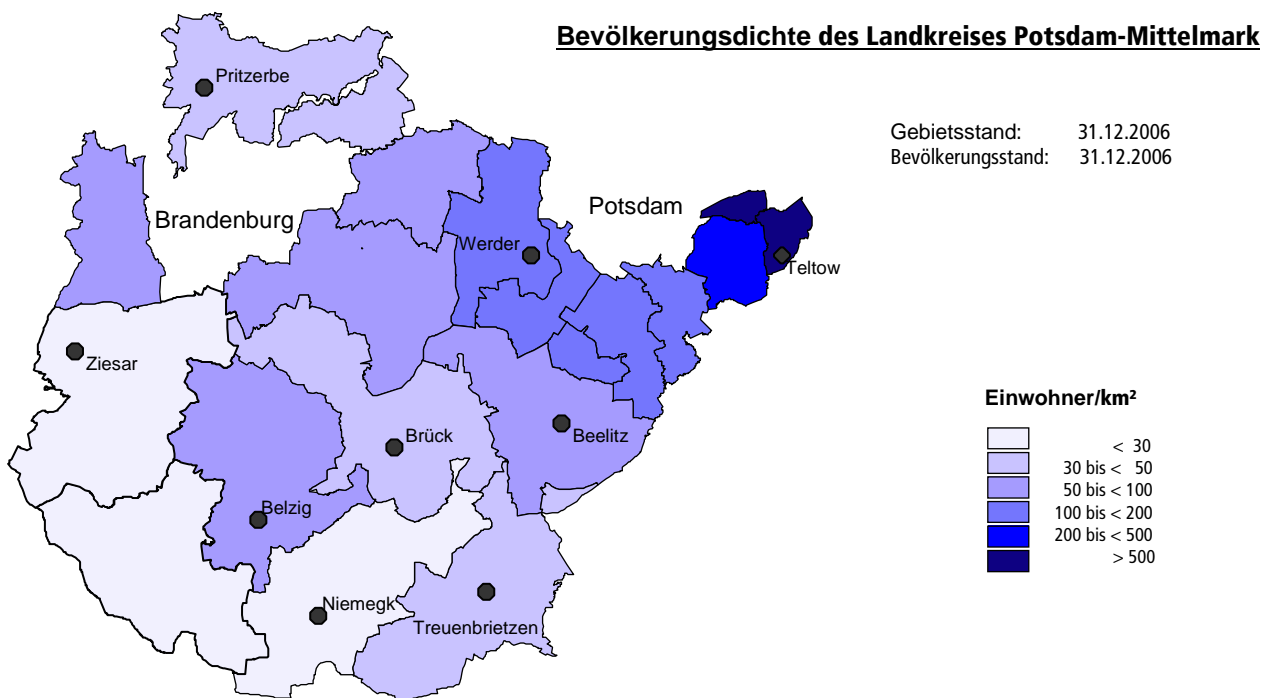 Bevölkerungsdichte des Landkreises Potsdam-Mittelmark
Pritzerbe
Gebietsstand: 31.12.2006
Bevölkerungsstand: 31.12.2006
Brandenburg
Potsdam
Werder
Teltow
Ziesar
Einwohner/km²
Brück
Beelitz
< 30
30 bis < 50
50 bis < 100
100 bis < 200
200 bis < 500
> 500
Belzig
Niemegk
Treuenbrietzen